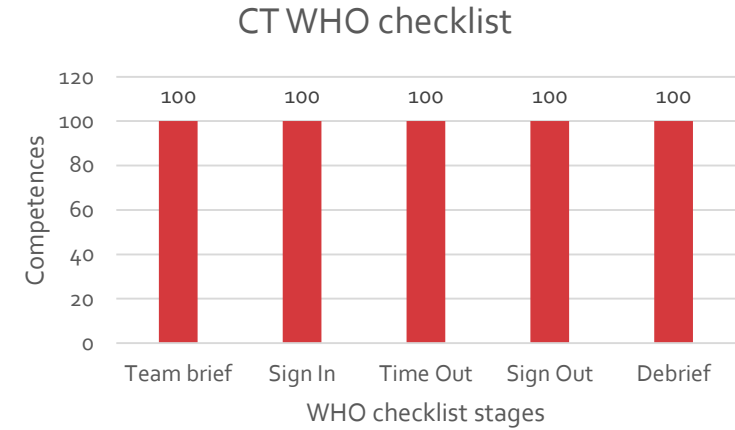 CT WHO checklist
120
100
80
60
40
20
0
Competences
100 100 100 100 100
Team brief Sign In Time Out Sign Out Debrief
WHO checklist stages